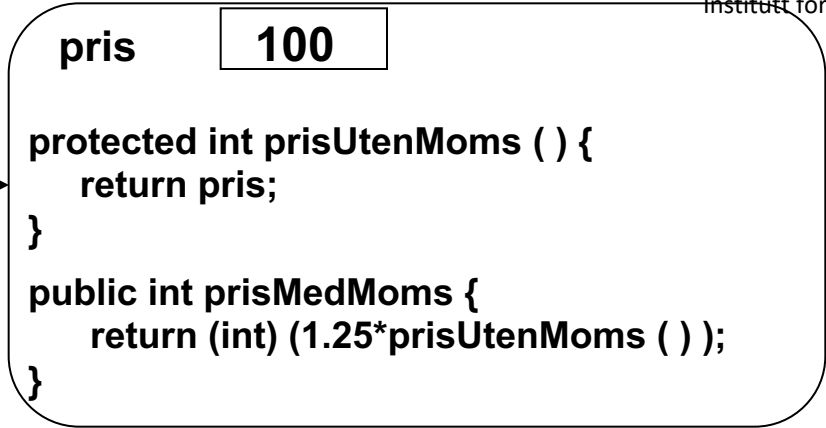 Institutt for
pris 100
protected int prisUtenMoms ( ) {
return pris;
}
public int prisMedMoms {
return (int) (1.25*prisUtenMoms ( ) );
}